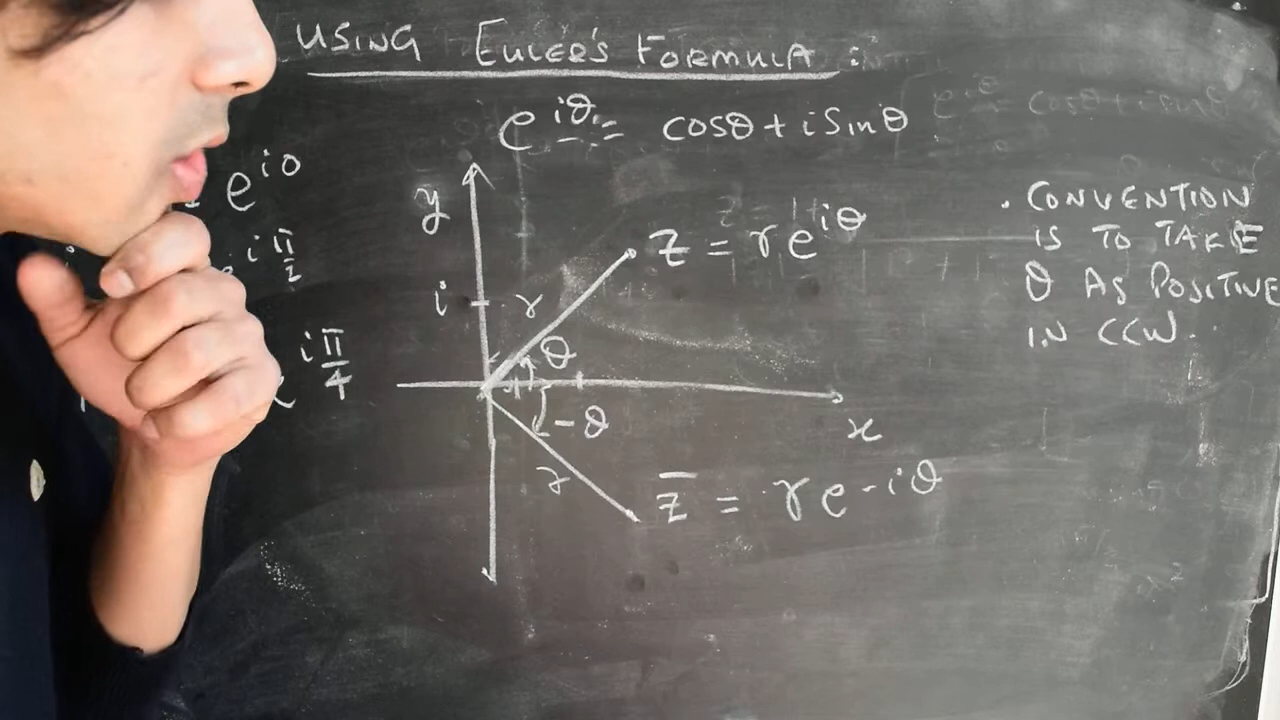 USING EULER'S FORMULA :
e^{iθ} = cosθ + i Sinθ
e^{i0}
e^{i π/2}
i π/4
y
i
r
z = re^{iθ}
θ
-θ
x
r
z̄ = re^{-iθ}
. CONVENTION
IS TO TAKE
θ AS POSITIVE
IN CCW.